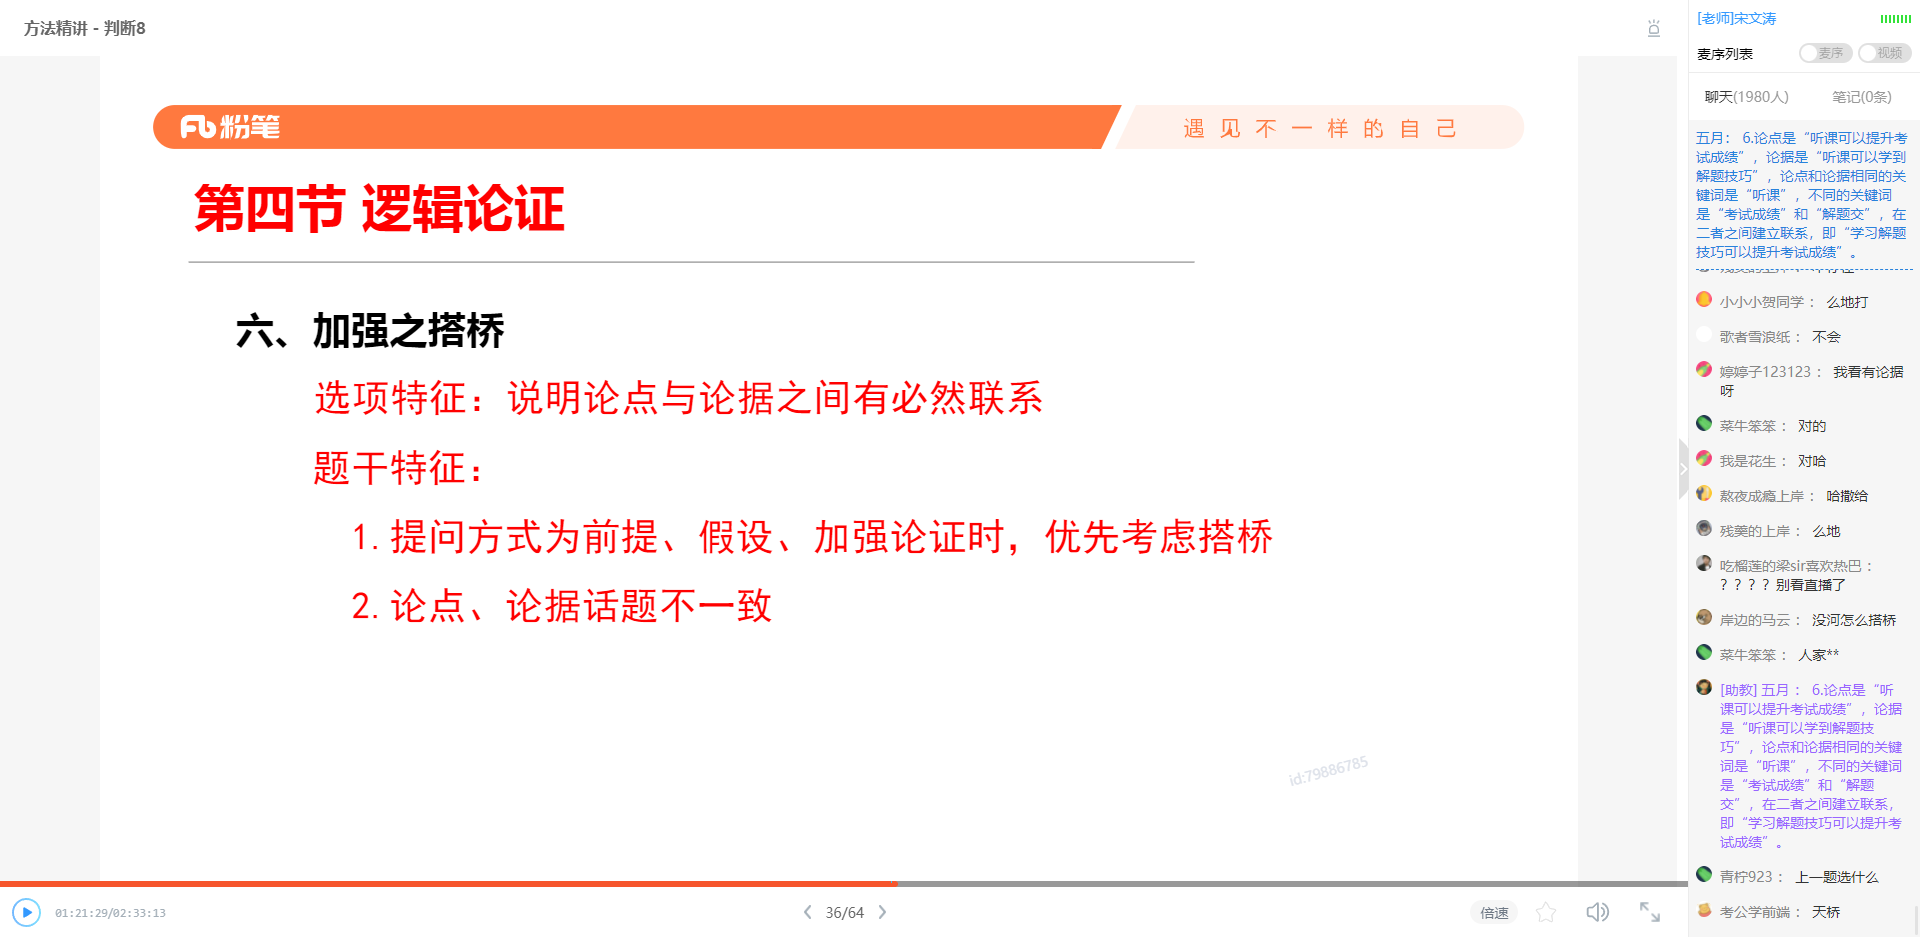 方法精讲 - 判断8
粉笔
遇见不一样的自己
第四节 逻辑论证
六、加强之搭桥
选项特征：说明论点与论据之间有必然联系
题干特征：
1.提问方式为前提、假设、加强论证时，优先考虑搭桥
2.论点、论据话题不一致
id:79886785
01:21:29/02:33:13
36/64
倍速
[老师]宋文涛
麦序列表
麦序
视频
聊天(1980人)
笔记(0条)
五月： 6.论点是“听课可以提升考
试成绩”，论据是“听课可以学到
解题技巧”，论点和论据相同的关
键词是“听课”，不同的关键词
是“考试成绩”和“解题交”，在
二者之间建立联系，即“学习解题
技巧可以提升考试成绩”。
小小小贺同学： 么地打
歌者雪浪纸： 不会
婷婷子123123： 我看有论据
呀
菜牛笨笨： 对的
我是花生： 对哈
熬夜成瘾上岸： 哈撒给
残羹的上岸： 么地
吃榴莲的梁sir喜欢热巴：
？？？？别看直播了
岸边的马云： 没河怎么搭桥
菜牛笨笨： 人家**
[助教] 五月： 6.论点是“听
课可以提升考试成绩”，论据
是“听课可以学到解题技
巧”，论点和论据相同的关键
词是“听课”，不同的关键词
是“考试成绩”和“解题
交”，在二者之间建立联系，
即“学习解题技巧可以提升考
试成绩”。
青柠923： 上一题选什么
考公学前端： 天桥